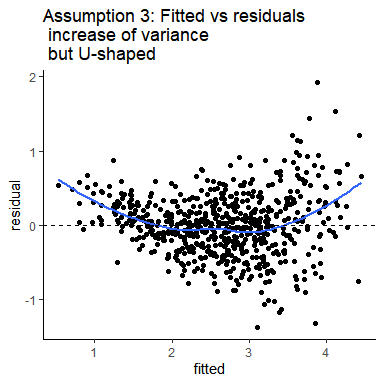 Assumption 3: Fitted vs residuals
increase of variance
but U-shaped
2
1
0
-1
residual
1
2
3
4
fitted